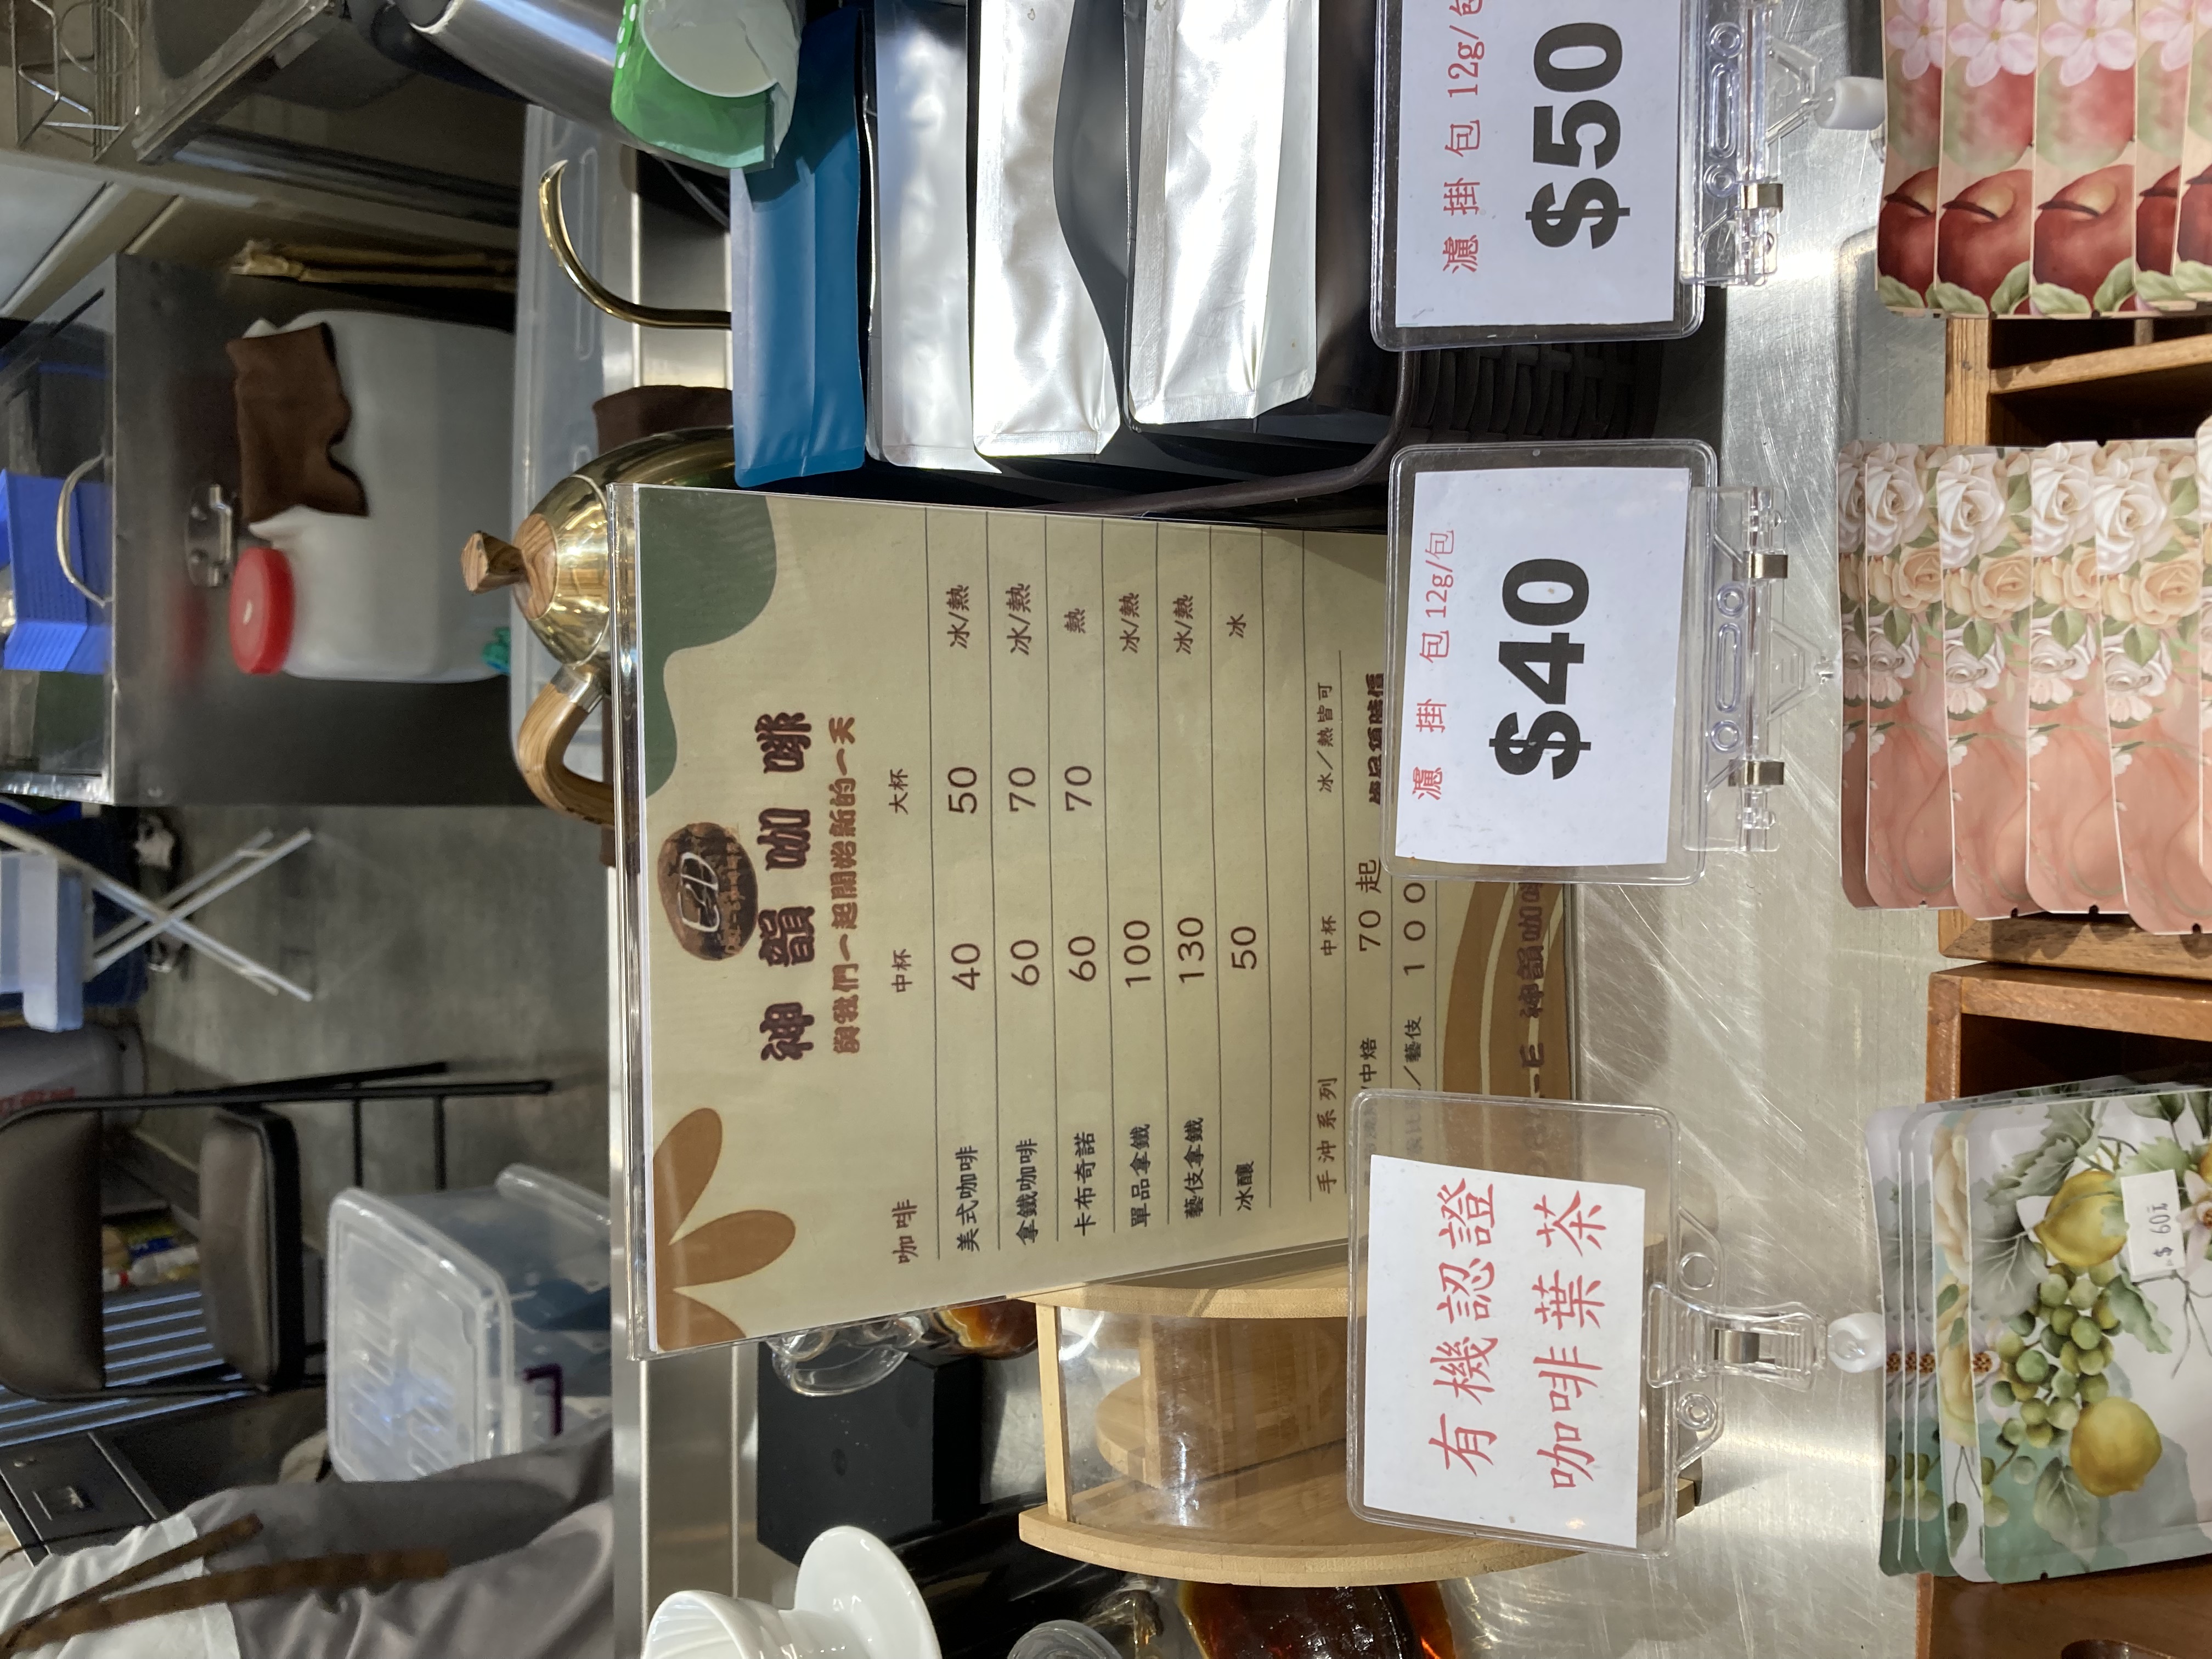 神韻咖啡
與我們一起開始新的一天
咖啡 中杯 大杯
美式咖啡 40 50 冰/熱
拿鐵咖啡 60 70 冰/熱
卡布奇諾 60 70 熱
單品拿鐵 100 冰/熱
藝伎拿鐵 130 冰/熱
冰釀 50 冰
手沖系列 中杯 冰/熱皆可
/中焙 70 起
/藝伎 100
-E 神韻咖
有機認證
咖啡葉茶
濾掛包 12g/包
$40
濾掛包 12g/包
$50
$ 60元